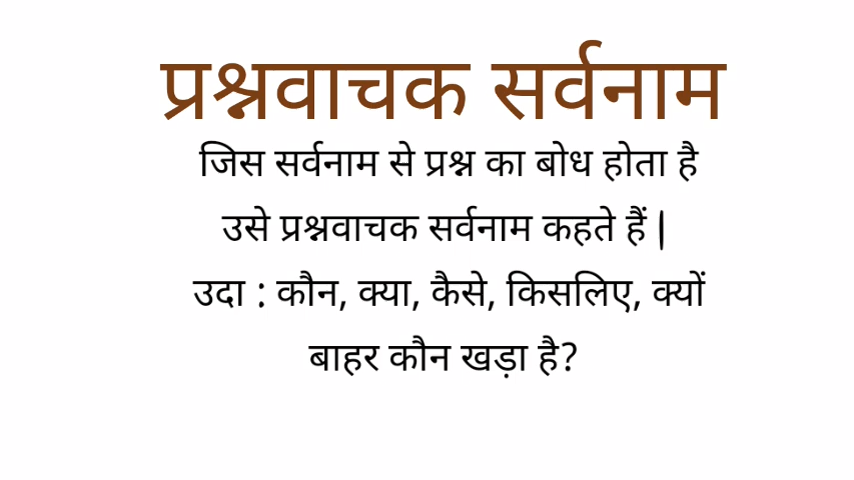 प्रश्नवाचक सर्वनाम
जिस सर्वनाम से प्रश्न का बोध होता है
उसे प्रश्नवाचक सर्वनाम कहते हैं |
उदा : कौन, क्या, कैसे, किसलिए, क्यों
बाहर कौन खड़ा है?